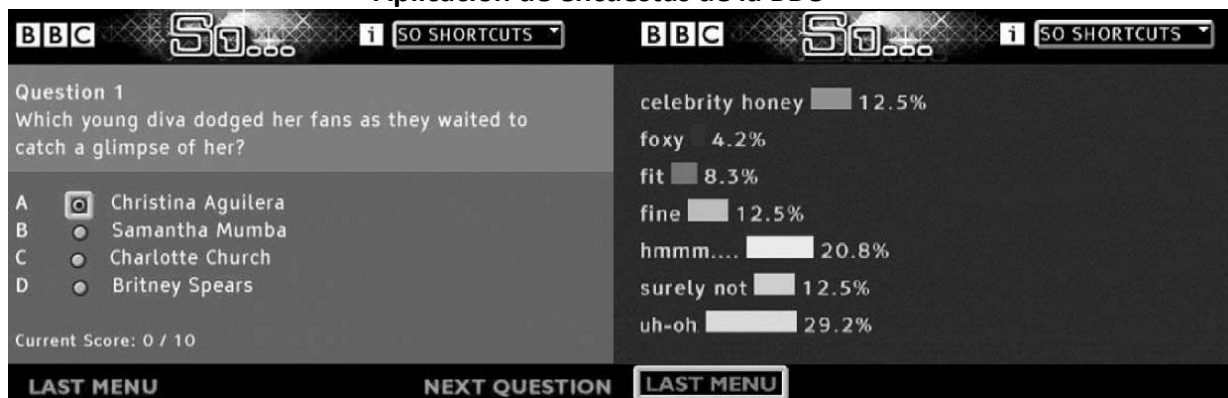 Aplicación de encuestas de la BBC
BBC So... i SO SHORTCUTS
Question 1
Which young diva dodged her fans as they waited to
catch a glimpse of her?
A Christina Aguilera
B Samantha Mumba
C Charlotte Church
D Britney Spears
Current Score: 0 / 10
LAST MENU NEXT QUESTION
BBC So... i SO SHORTCUTS
celebrity honey 12.5%
foxy 4.2%
fit 8.3%
fine 12.5%
hmmm.... 20.8%
surely not 12.5%
uh-oh 29.2%
LAST MENU